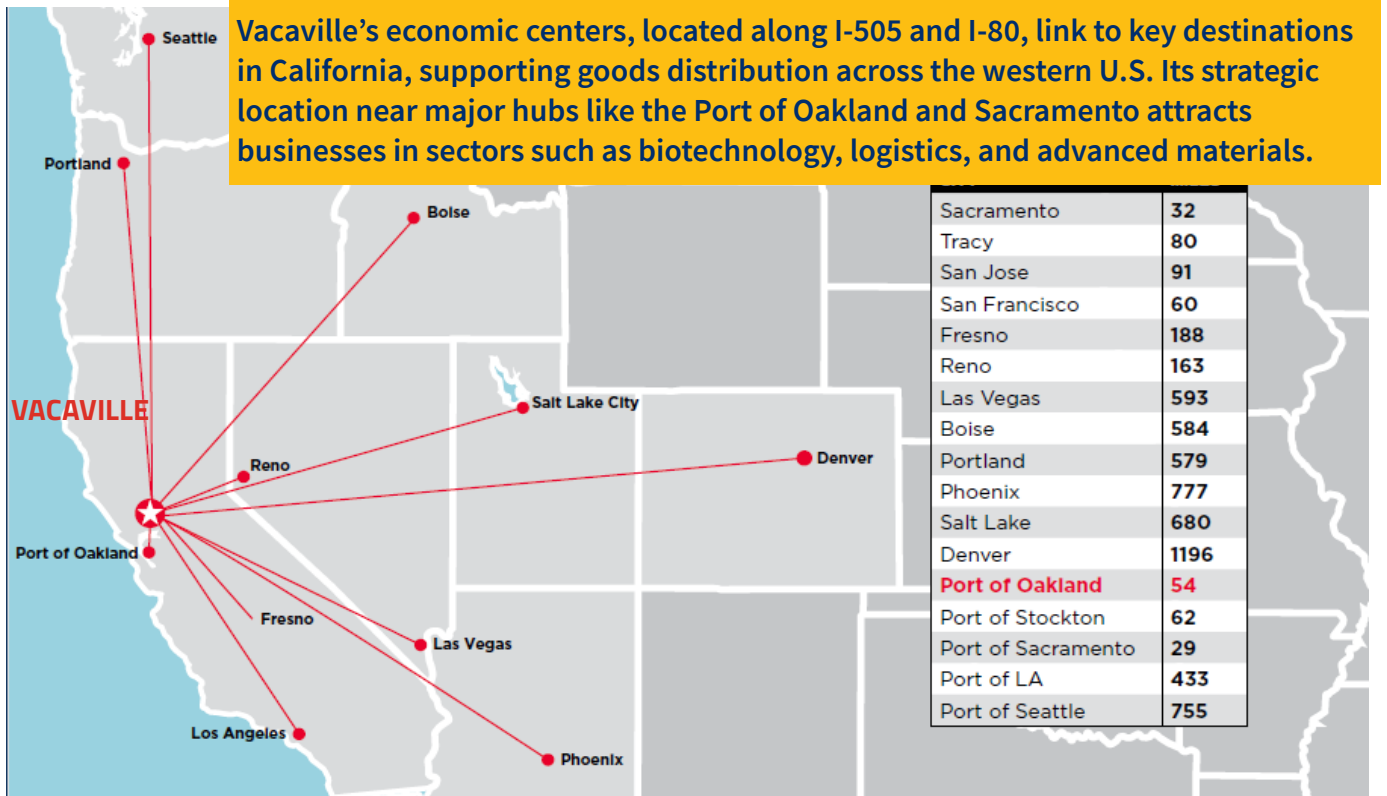 Vacaville’s economic centers, located along I-505 and I-80, link to key destinations
in California, supporting goods distribution across the western U.S. Its strategic
location near major hubs like the Port of Oakland and Sacramento attracts
businesses in sectors such as biotechnology, logistics, and advanced materials.
Seattle
Portland
Boise
VACAVILLE
Salt Lake City
Reno
Denver
Port of Oakland
Fresno
Las Vegas
Los Angeles
Phoenix
Sacramento 32
Tracy 80
San Jose 91
San Francisco 60
Fresno 188
Reno 163
Las Vegas 593
Boise 584
Portland 579
Phoenix 777
Salt Lake 680
Denver 1196
Port of Oakland 54
Port of Stockton 62
Port of Sacramento 29
Port of LA 433
Port of Seattle 755